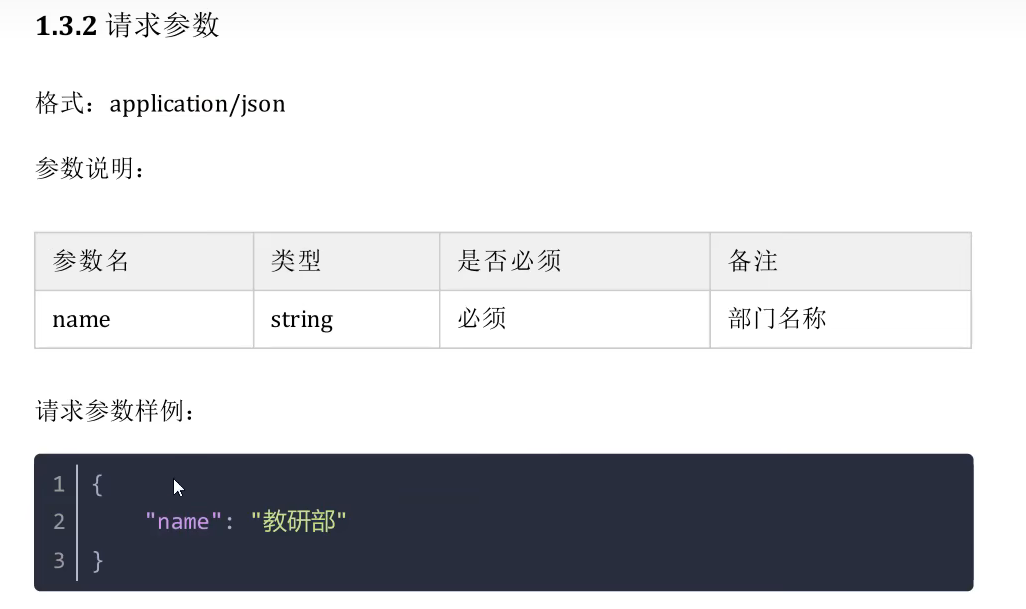 1.3.2 请求参数
格式：application/json
参数说明：
参数名 类型 是否必须 备注
name string 必须 部门名称
请求参数样例：
1 {
2 "name": "教研部"
3 }